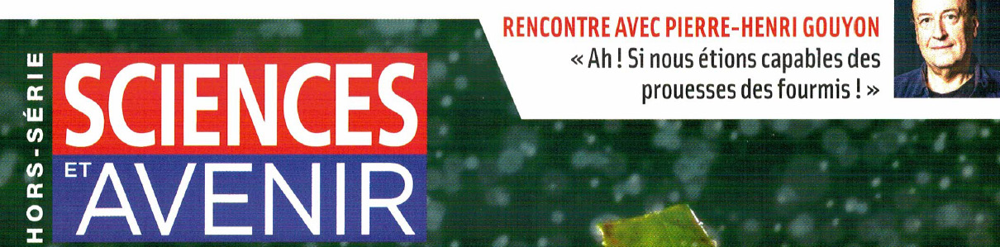 RENCONTRE AVEC PIERRE-HENRI GOUYON
« Ah ! Si nous étions capables des
prouesses des fourmis ! »
HORS-SÉRIE
SCIENCES
ET AVENIR